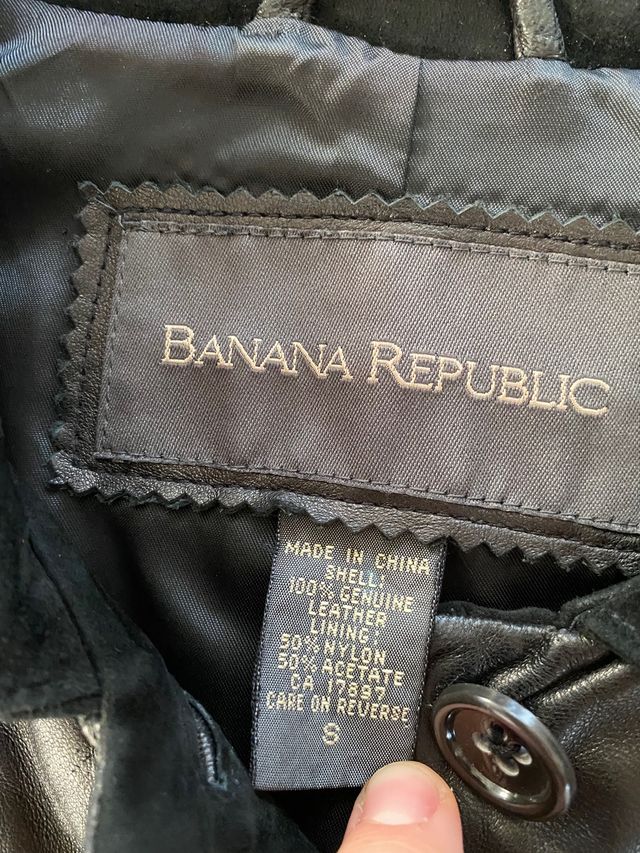 BANANA REPUBLIC
MADE IN CHINA
SHELL:
100% GENUINE
LEATHER
LINING:
50% NYLON
50% ACETATE
CA 17897
CARE ON REVERSE
S